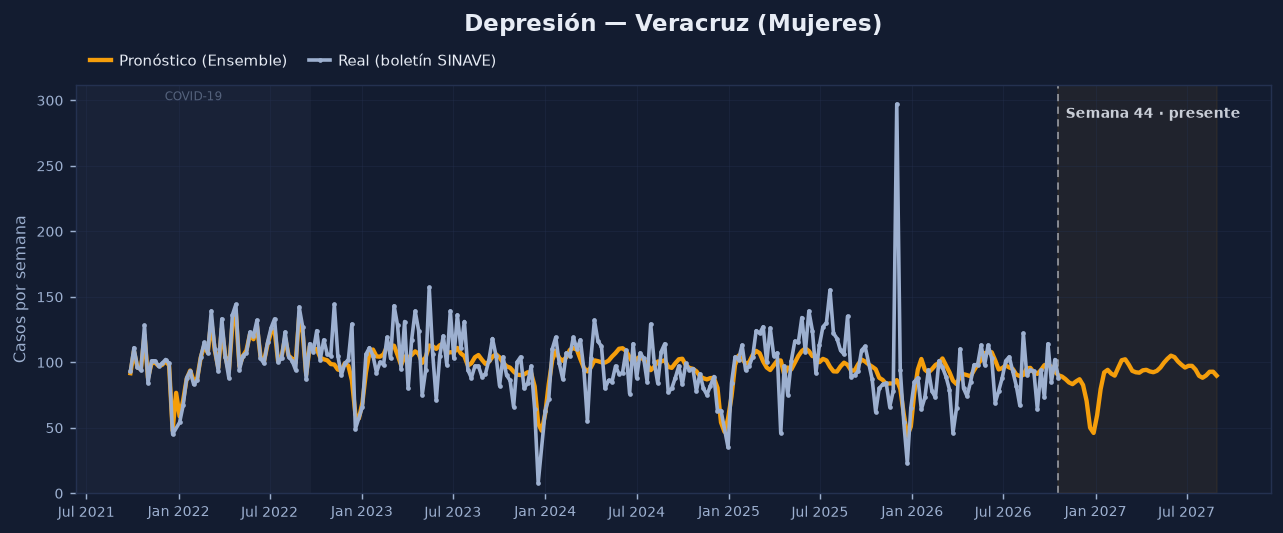 Depresión — Veracruz (Mujeres)
Pronóstico (Ensemble) Real (boletín SINAVE)
COVID-19
Semana 44 · presente
Casos por semana
300
250
200
150
100
50
0
Jul 2021 Jan 2022 Jul 2022 Jan 2023 Jul 2023 Jan 2024 Jul 2024 Jan 2025 Jul 2025 Jan 2026 Jul 2026 Jan 2027 Jul 2027